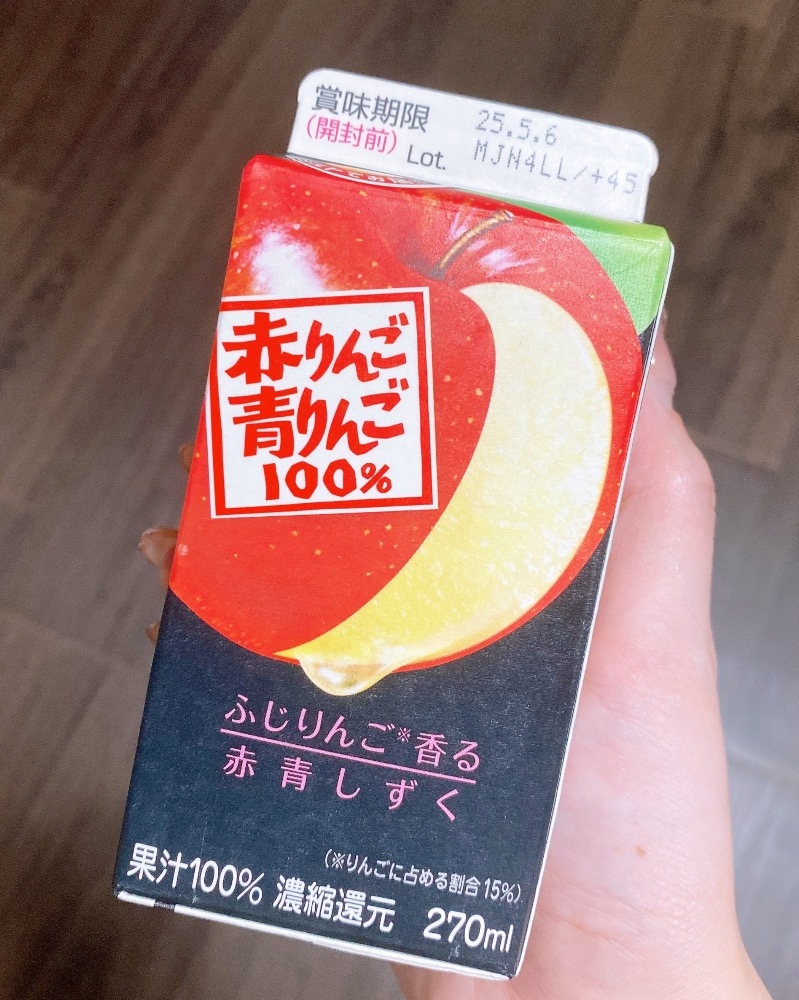 賞味期限
(開封前)
25.5.6
Lot. MJN4LL/+45
赤りんご
青りんご
100%
ふじりんご※香る
赤青しずく
(※りんごに占める割合15%)
果汁100% 濃縮還元 270ml